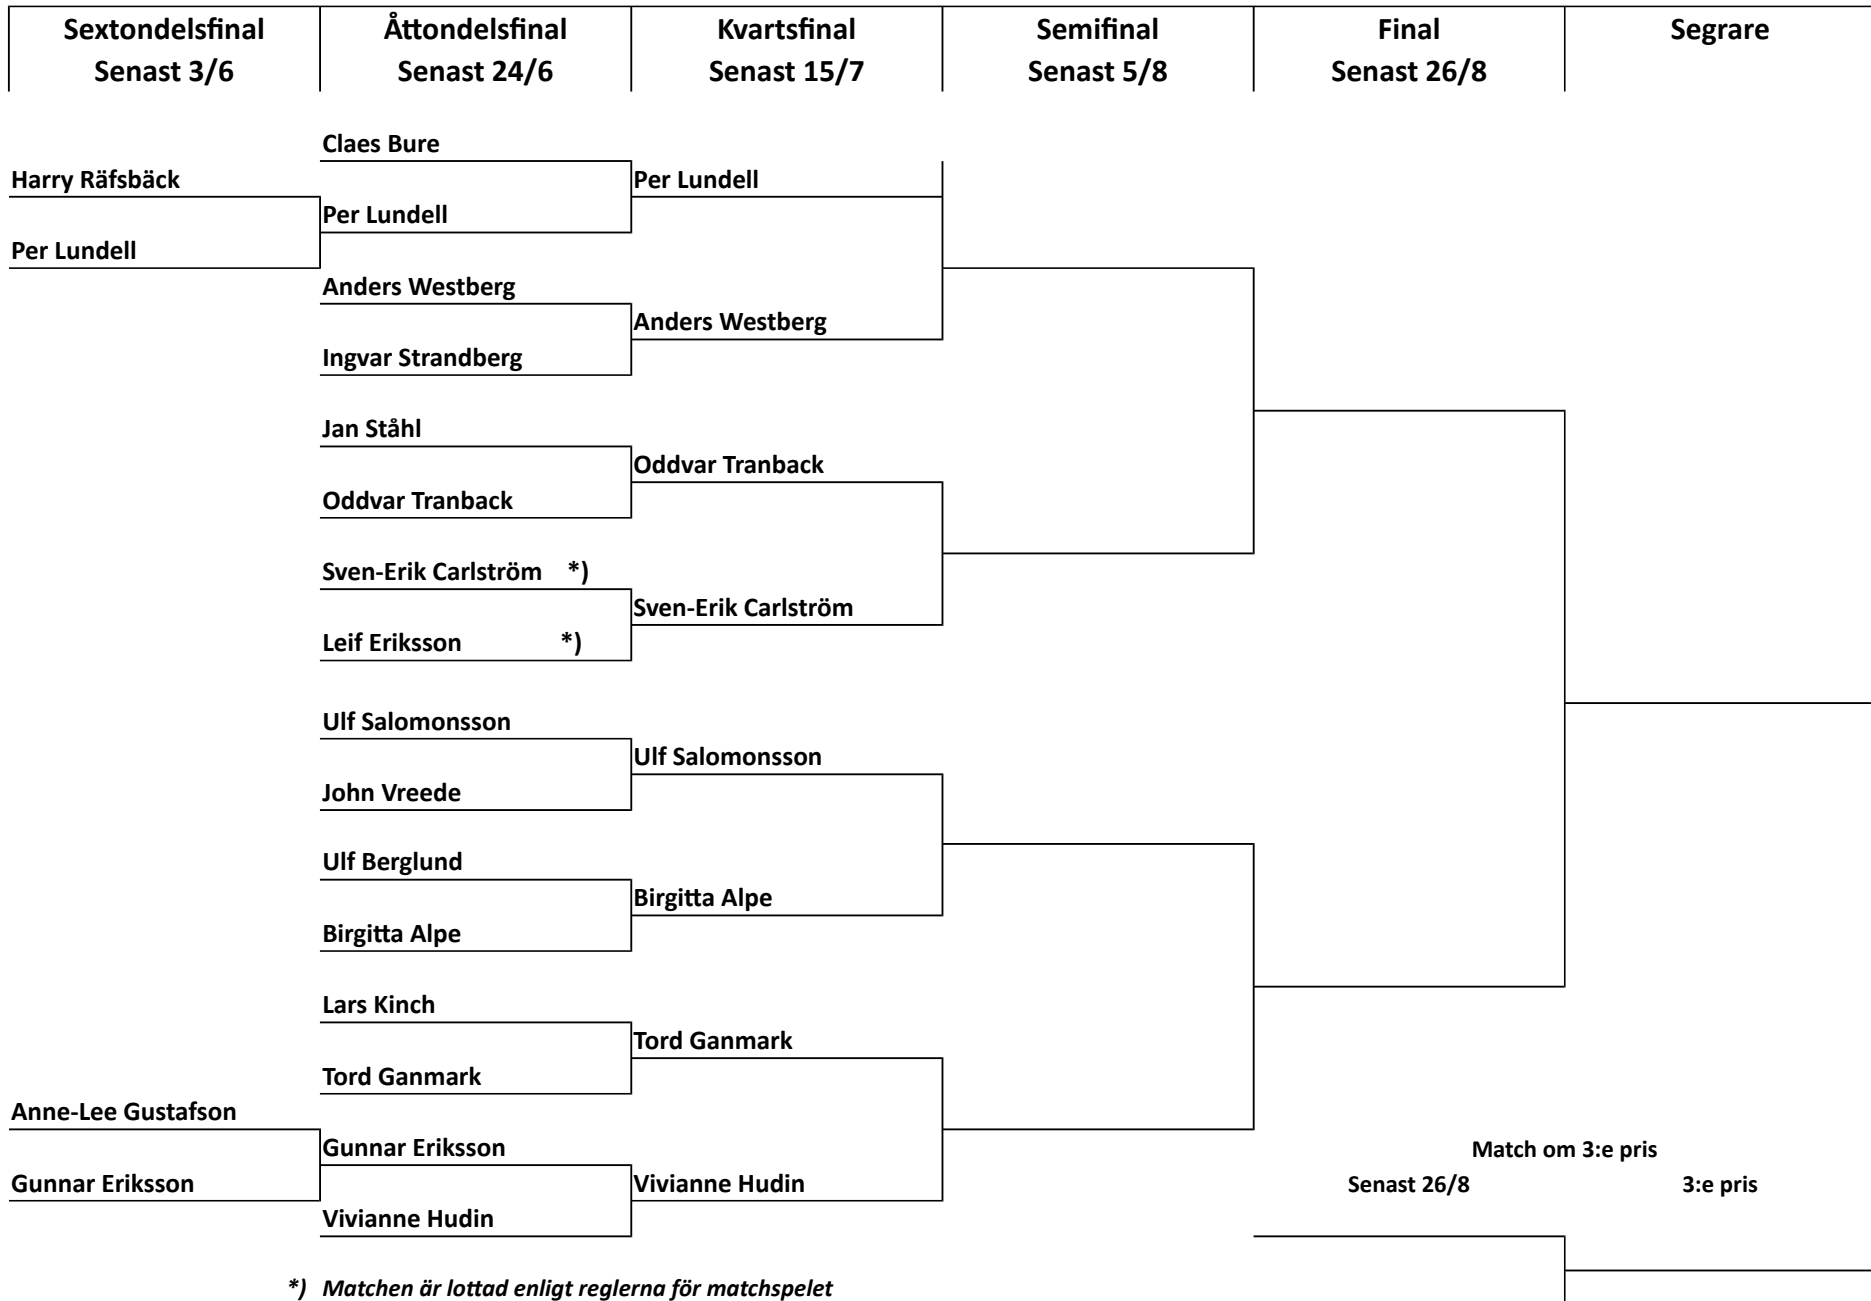 Sextondelsfinal Åttondelsfinal Kvartsfinal Semifinal Final Segrare
Senast 3/6 Senast 24/6 Senast 15/7 Senast 5/8 Senast 26/8
Claes Bure
Harry Räfsbäck Per Lundell
Per Lundell
Per Lundell
Anders Westberg
Anders Westberg
Ingvar Strandberg
Jan Ståhl
Oddvar Tranback
Oddvar Tranback
Sven-Erik Carlström *)
Sven-Erik Carlström
Leif Eriksson *)
Ulf Salomonsson
Ulf Salomonsson
John Vreede
Ulf Berglund
Birgitta Alpe
Birgitta Alpe
Lars Kinch
Tord Ganmark
Tord Ganmark
Anne-Lee Gustafson
Gunnar Eriksson Match om 3:e pris
Gunnar Eriksson Vivianne Hudin Senast 26/8 3:e pris
Vivianne Hudin
*) Matchen är lottad enligt reglerna för matchspelet